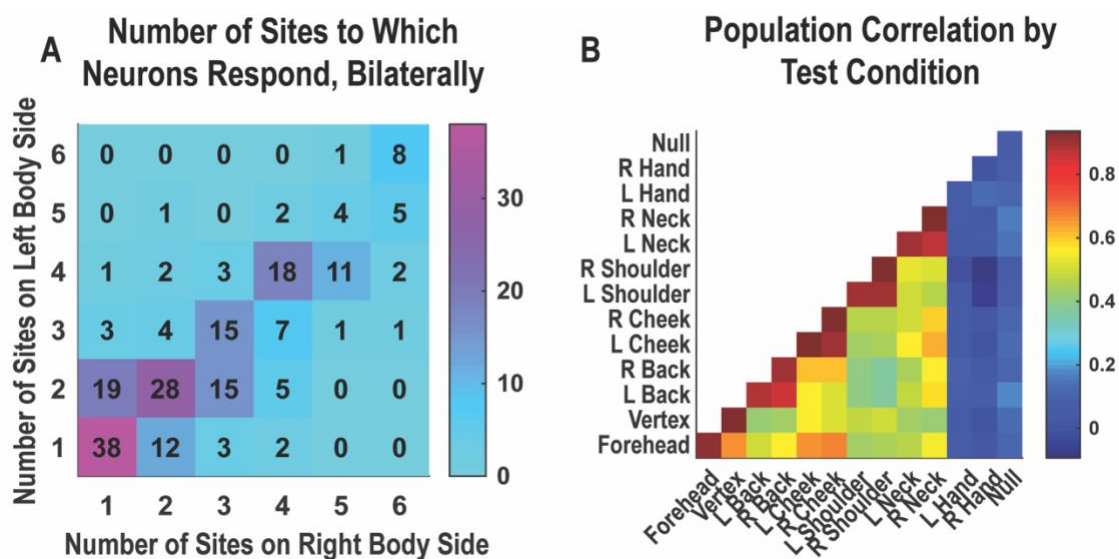 A
Number of Sites to Which
Neurons Respond, Bilaterally
Number of Sites on Left Body Side
6 0 0 0 0 1 8
5 0 1 0 2 4 5
4 1 2 3 18 11 2
3 3 4 15 7 1 1
2 19 28 15 5 0 0
1 38 12 3 2 0 0
1 2 3 4 5 6
Number of Sites on Right Body Side
30
20
10
0
B
Population Correlation by
Test Condition
Null
R Hand
L Hand
R Neck
L Neck
R Shoulder
L Shoulder
R Cheek
L Cheek
R Back
L Back
Vertex
Forehead
Forehead
Vertex
L Back
R Back
L Cheek
R Cheek
L Shoulder
R Shoulder
L Neck
R Neck
L Hand
R Hand
Null
0.8
0.6
0.4
0.2
0